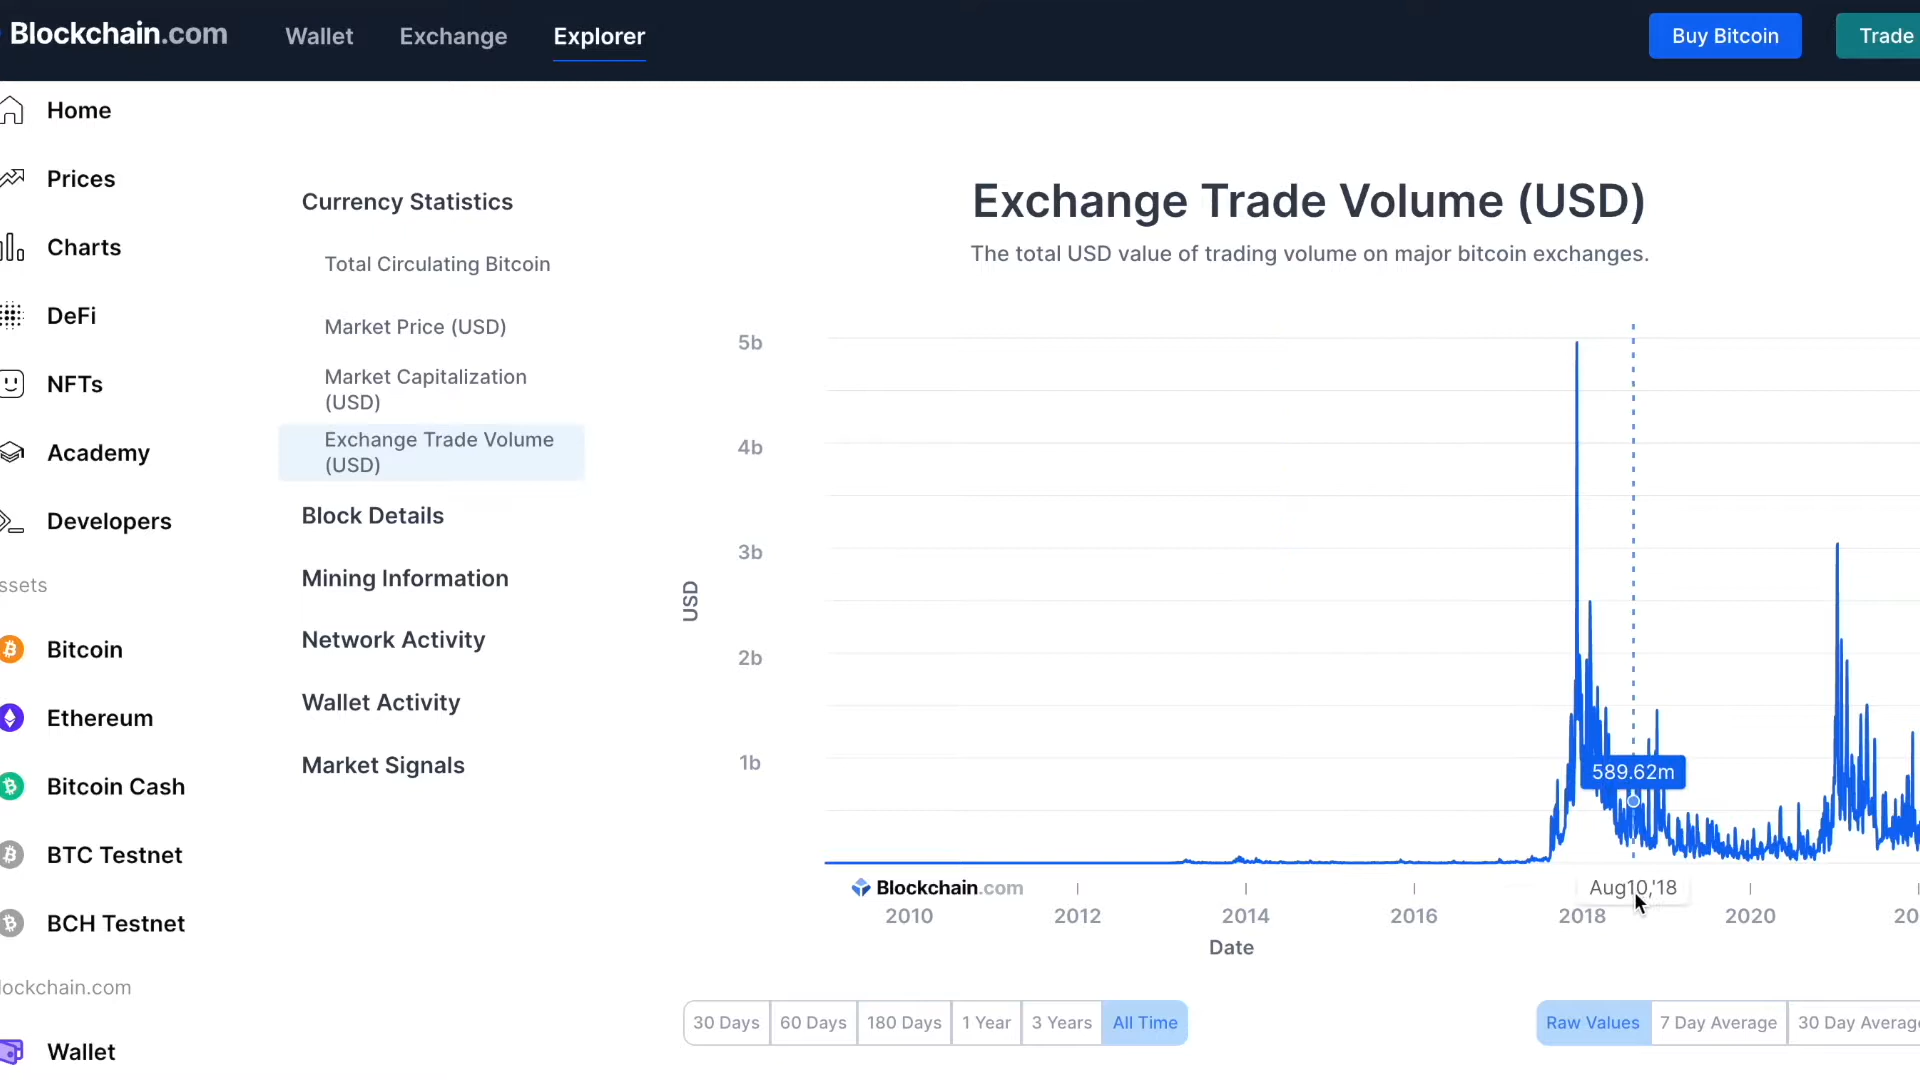 Blockchain.com
Wallet
Exchange
Explorer
Buy Bitcoin
Trade
Home
Prices
Charts
DeFi
NFTs
Academy
Developers
ssets
Bitcoin
Ethereum
Bitcoin Cash
BTC Testnet
BCH Testnet
lockchain.com
Wallet
Currency Statistics
Total Circulating Bitcoin
Market Price (USD)
Market Capitalization
(USD)
Exchange Trade Volume
(USD)
Block Details
Mining Information
Network Activity
Wallet Activity
Market Signals
Exchange Trade Volume (USD)
The total USD value of trading volume on major bitcoin exchanges.
5b
4b
3b
2b
1b
USD
589.62m
Blockchain.com
Aug10,'18
2010
2012
2014
2016
2018
2020
20
Date
30 Days
60 Days
180 Days
1 Year
3 Years
All Time
Raw Values
7 Day Average
30 Day Average